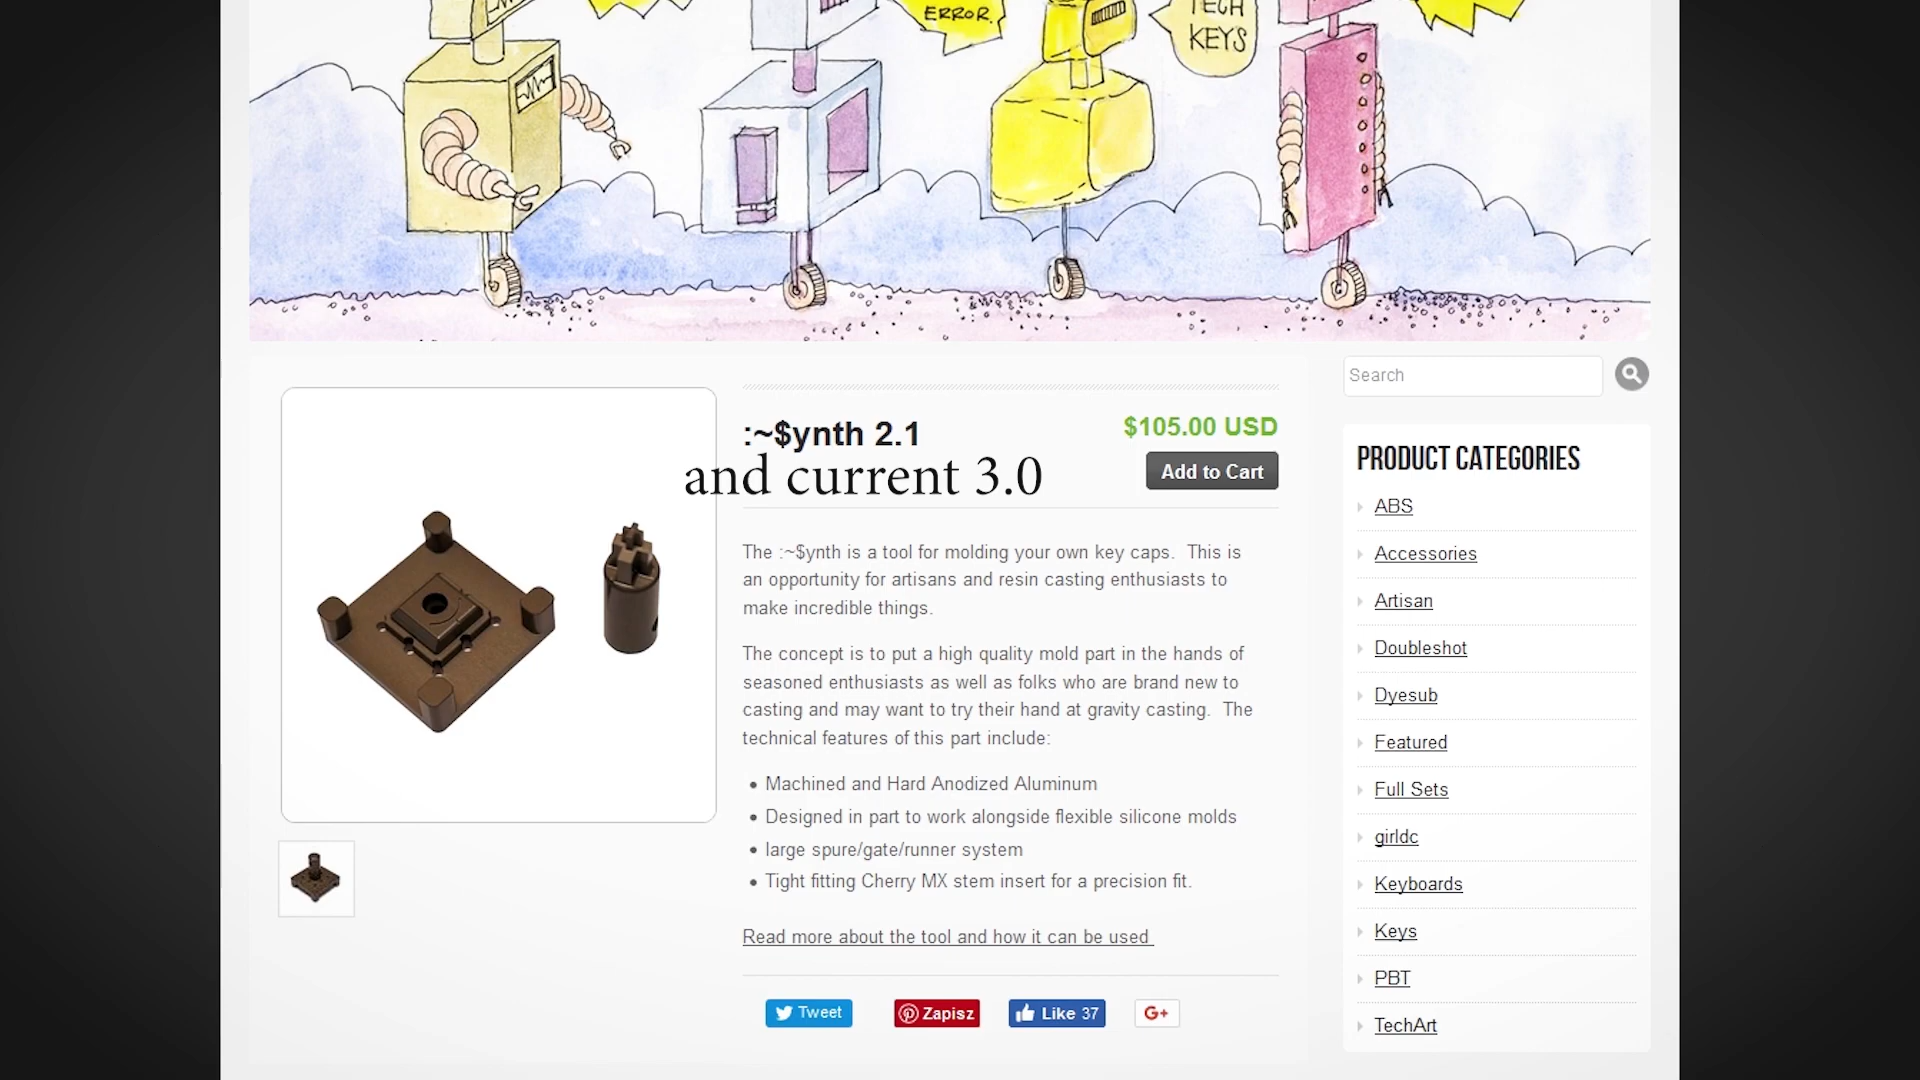 ERROR.
TECH
KEYS
Search
:~$ynth 2.1
$105.00 USD
and current 3.0
Add to Cart
The :~$ynth is a tool for molding your own key caps. This is
an opportunity for artisans and resin casting enthusiasts to
make incredible things.
The concept is to put a high quality mold part in the hands of
seasoned enthusiasts as well as folks who are brand new to
casting and may want to try their hand at gravity casting. The
technical features of this part include:
• Machined and Hard Anodized Aluminum
• Designed in part to work alongside flexible silicone molds
• large spure/gate/runner system
• Tight fitting Cherry MX stem insert for a precision fit.
Read more about the tool and how it can be used
Tweet
Zapisz
Like 37
G+
PRODUCT CATEGORIES
ABS
Accessories
Artisan
Doubleshot
Dyesub
Featured
Full Sets
girldc
Keyboards
Keys
PBT
TechArt